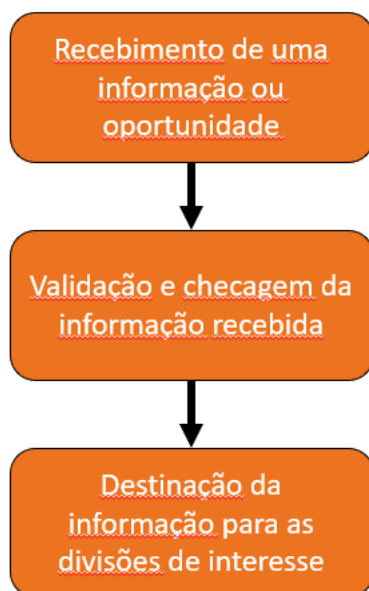 Recebimento de uma
informação ou
oportunidade
Validação e checagem da
informação recebida
Destinação da
informação para as
divisões de interesse